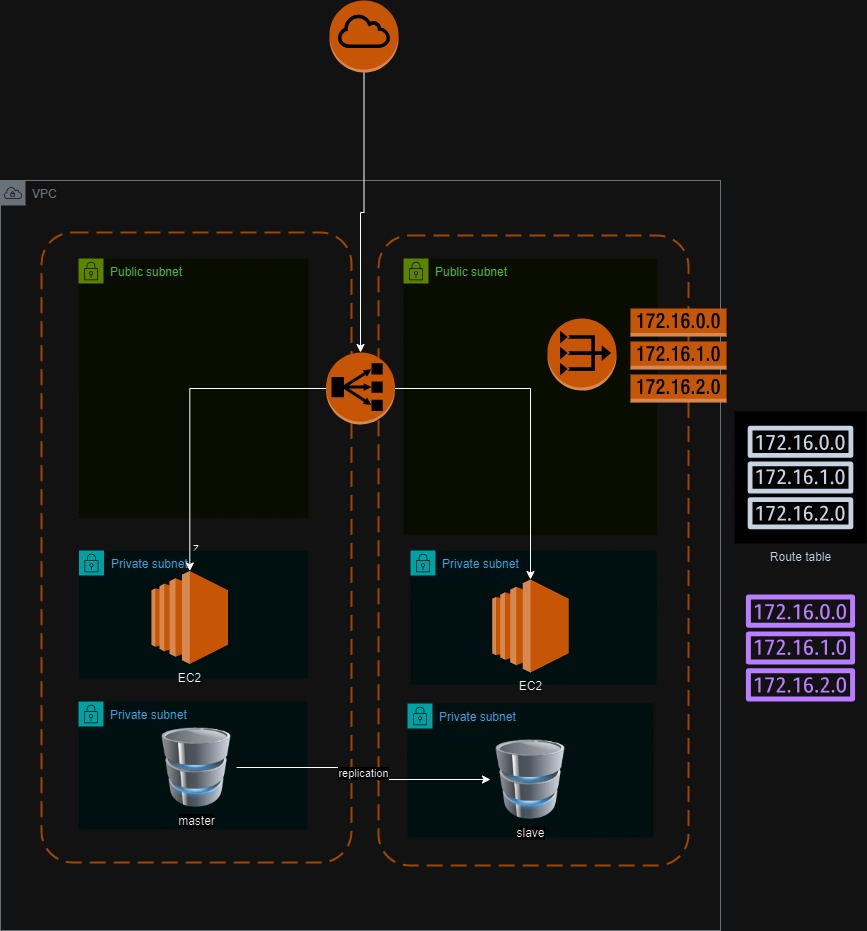 VPC
Public subnet
Public subnet
172.16.0.0
172.16.1.0
172.16.2.0
172.16.0.0
172.16.1.0
172.16.2.0
Route table
7
Private subnet
Private subnet
172.16.0.0
172.16.1.0
172.16.2.0
EC2
EC2
Private subnet
Private subnet
replication
master
slave